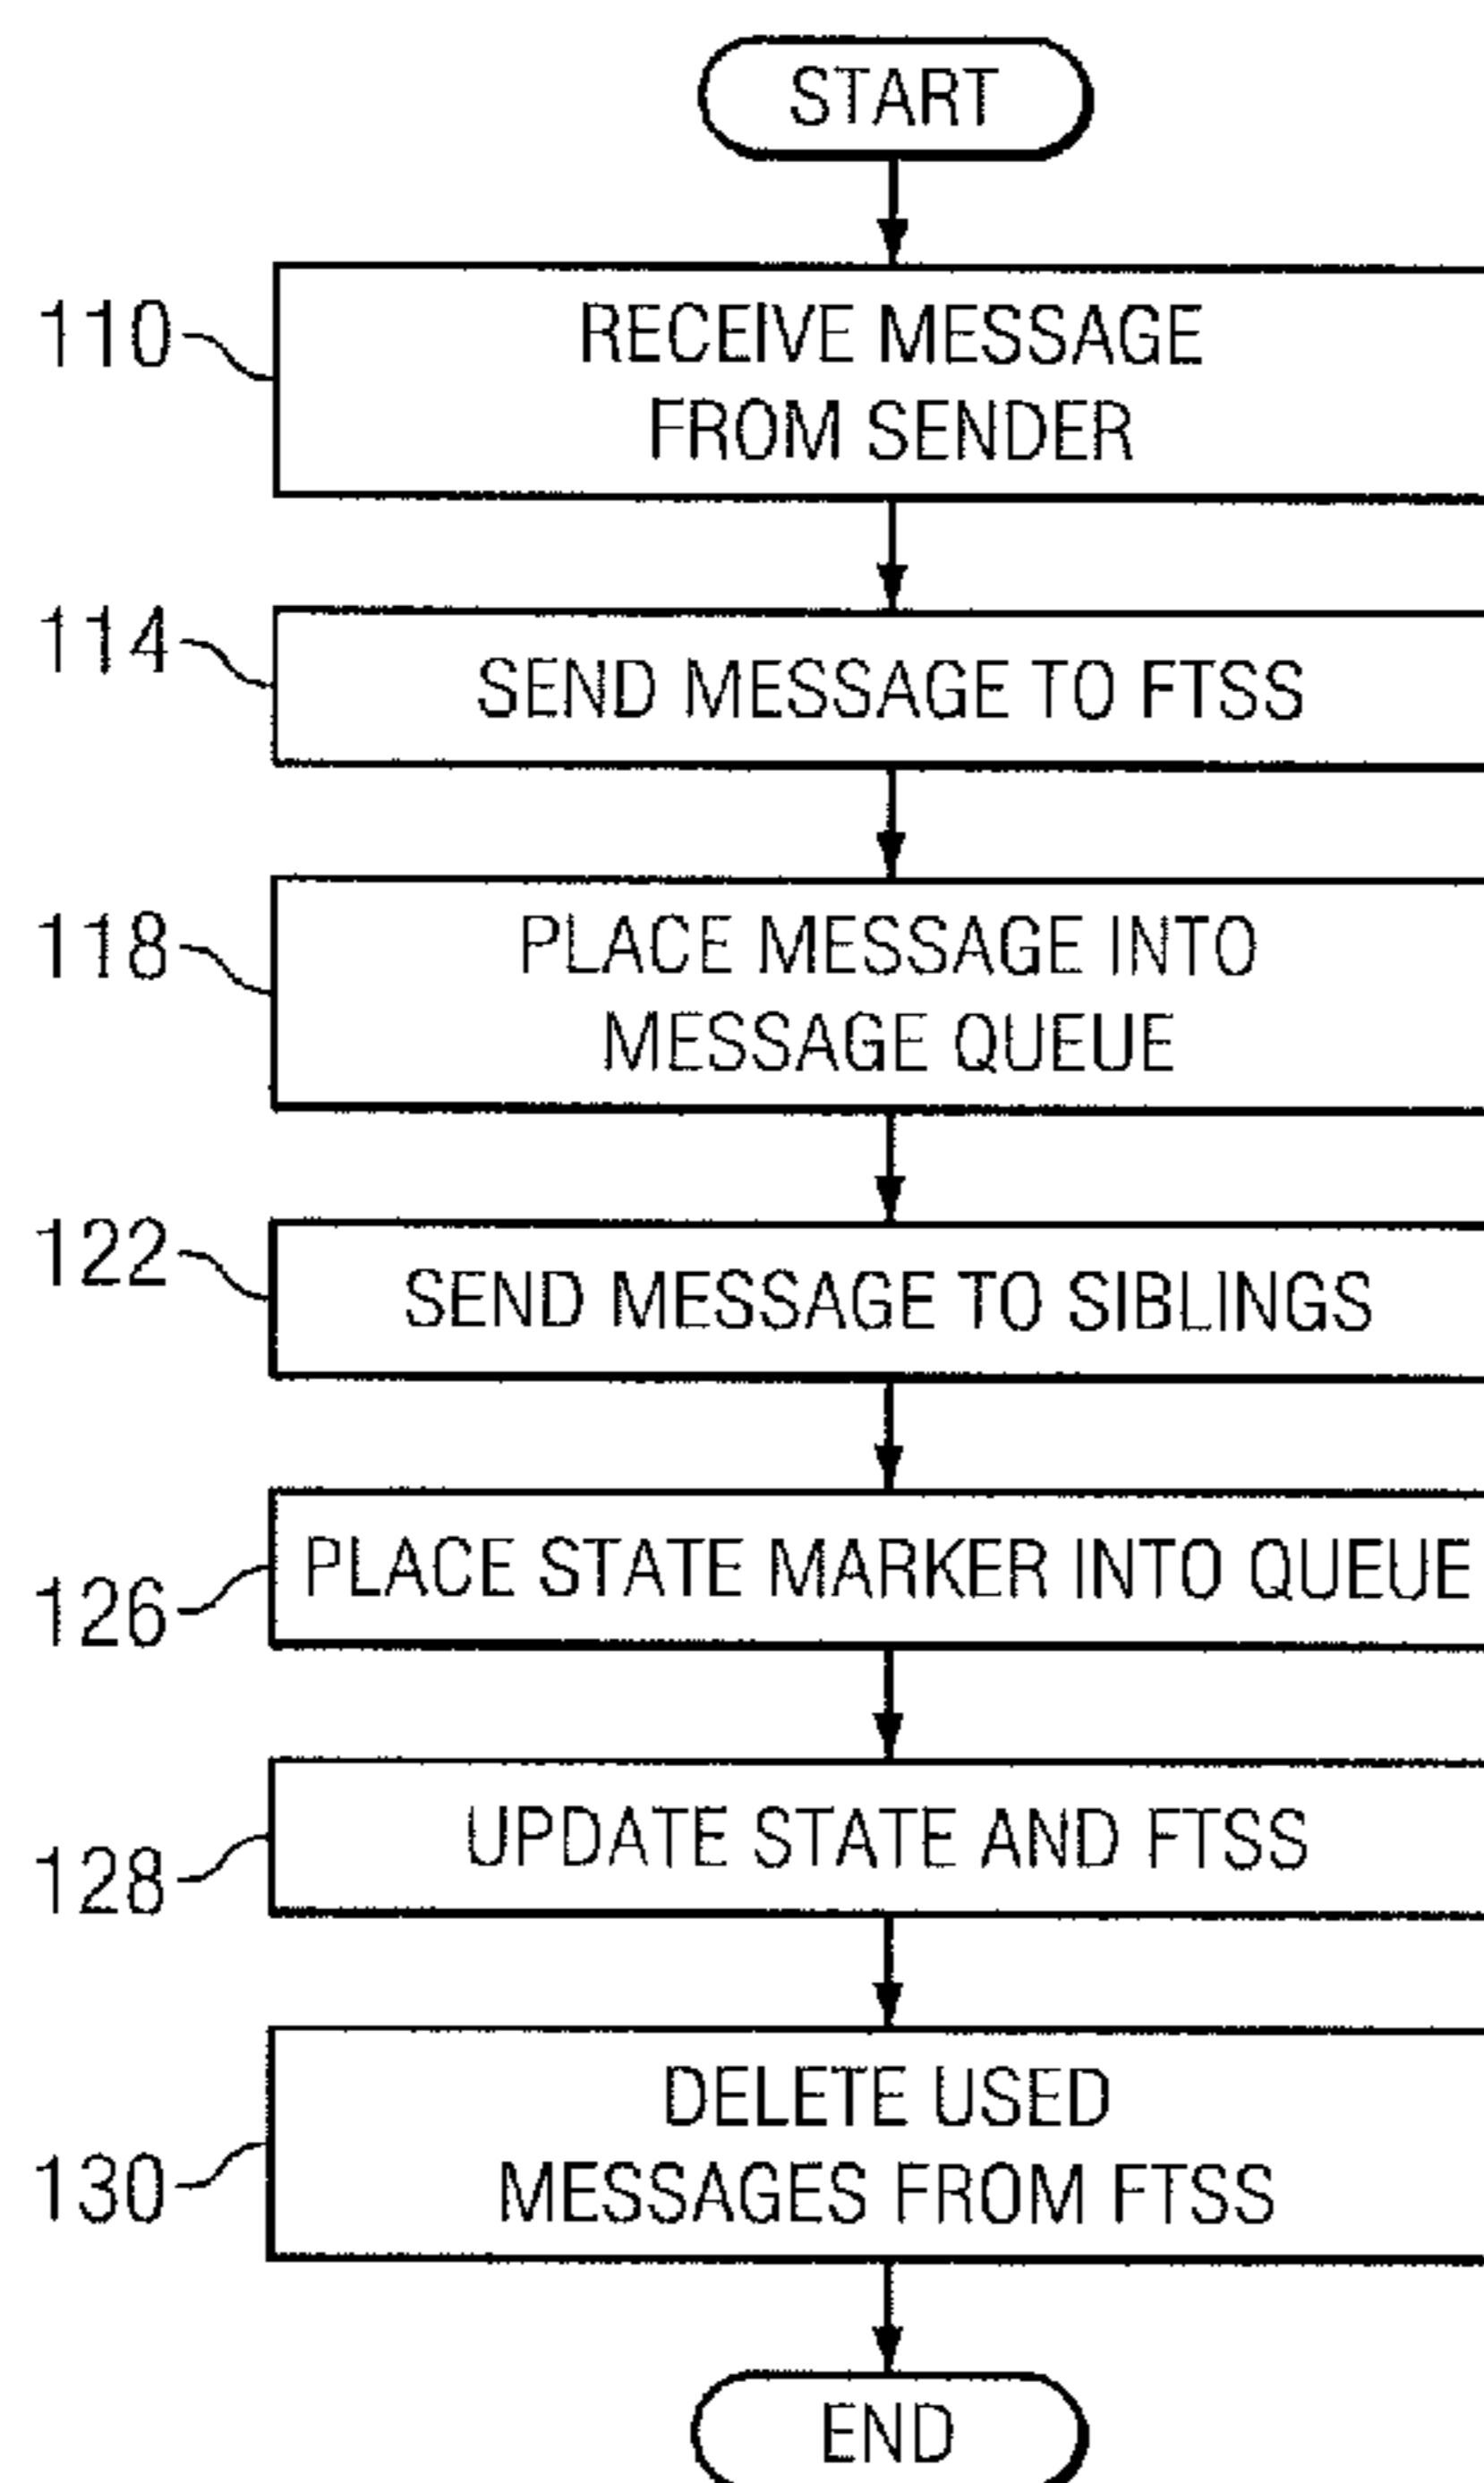 START
110
RECEIVE MESSAGE
FROM SENDER
114
SEND MESSAGE TO FTSS
118
PLACE MESSAGE INTO
MESSAGE QUEUE
122
SEND MESSAGE TO SIBLINGS
126
PLACE STATE MARKER INTO QUEUE
128
UPDATE STATE AND FTSS
130
DELETE USED
MESSAGES FROM FTSS
END